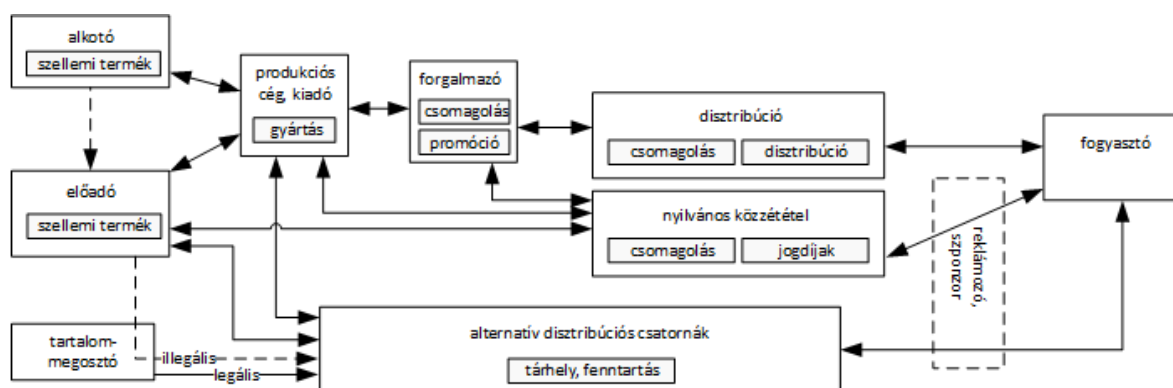 alkotó
szellemi termék
produkciós
cég, kiadó
gyártás
forgalmazó
csomagolás
promóció
disztribúció
csomagolás
disztribúció
fogyasztó
előadó
szellemi termék
nyilvános közzététel
csomagolás
jogdíjak
reklámozó,
szponzor
tartalom-
megosztó
illegális
legális
alternatív disztribúciós csatornák
tárhely, fenntartás